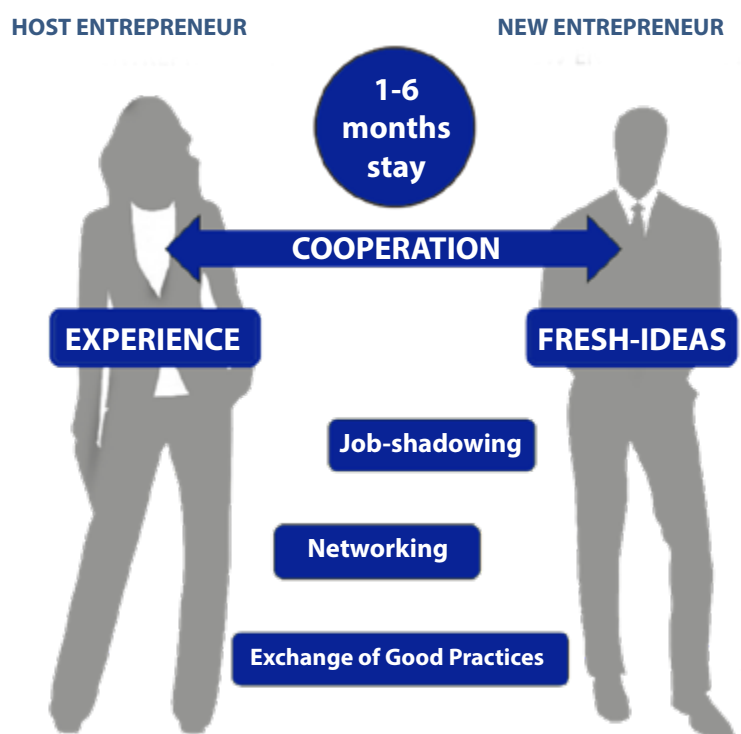 HOST ENTREPRENEUR
NEW ENTREPRENEUR
1-6
months
stay
COOPERATION
EXPERIENCE
FRESH-IDEAS
Job-shadowing
Networking
Exchange of Good Practices